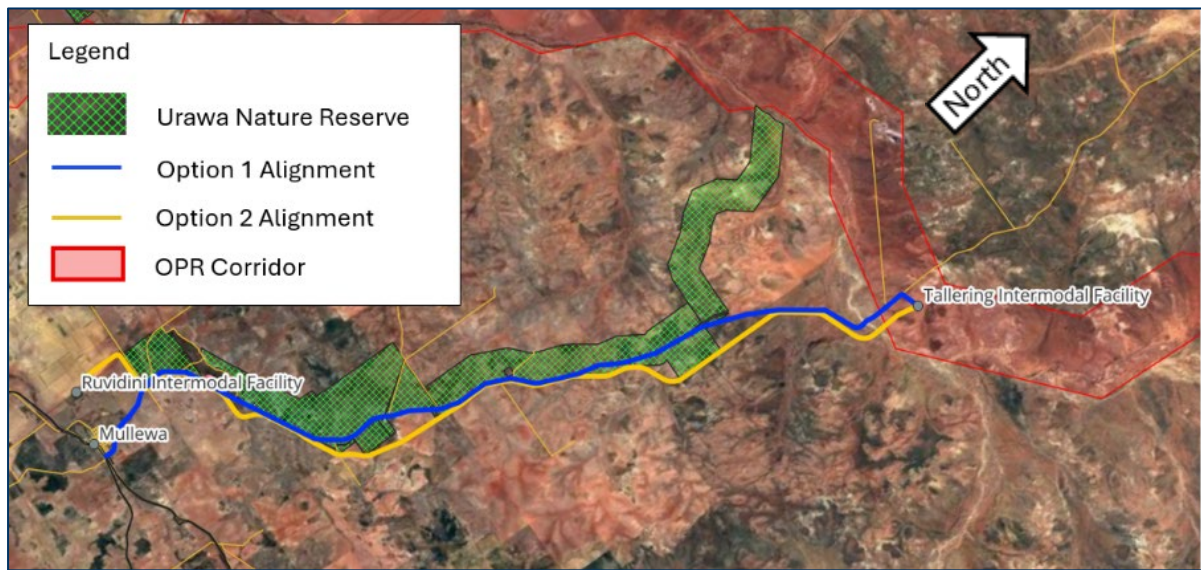 Legend
Urawa Nature Reserve
Option 1 Alignment
Option 2 Alignment
OPR Corridor
North
Tallering Intermodal Facility
Ruvidini Intermodal Facility
Mullewa